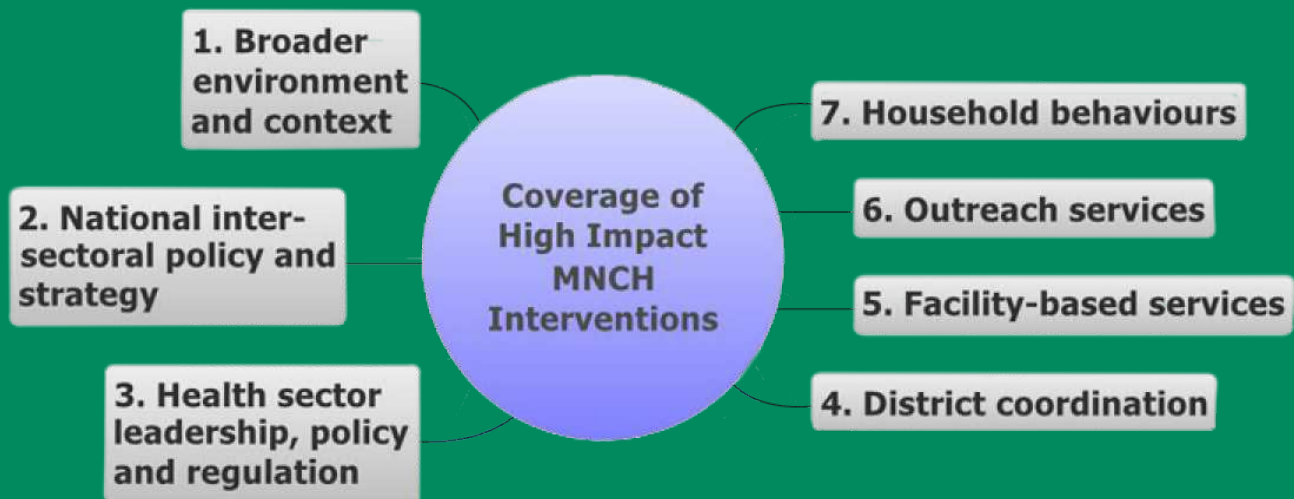 1. Broader
environment
and context
2. National inter-
sectoral policy and
strategy
3. Health sector
leadership, policy
and regulation
Coverage of
High Impact
MNCH
Interventions
7. Household behaviours
6. Outreach services
5. Facility-based services
4. District coordination